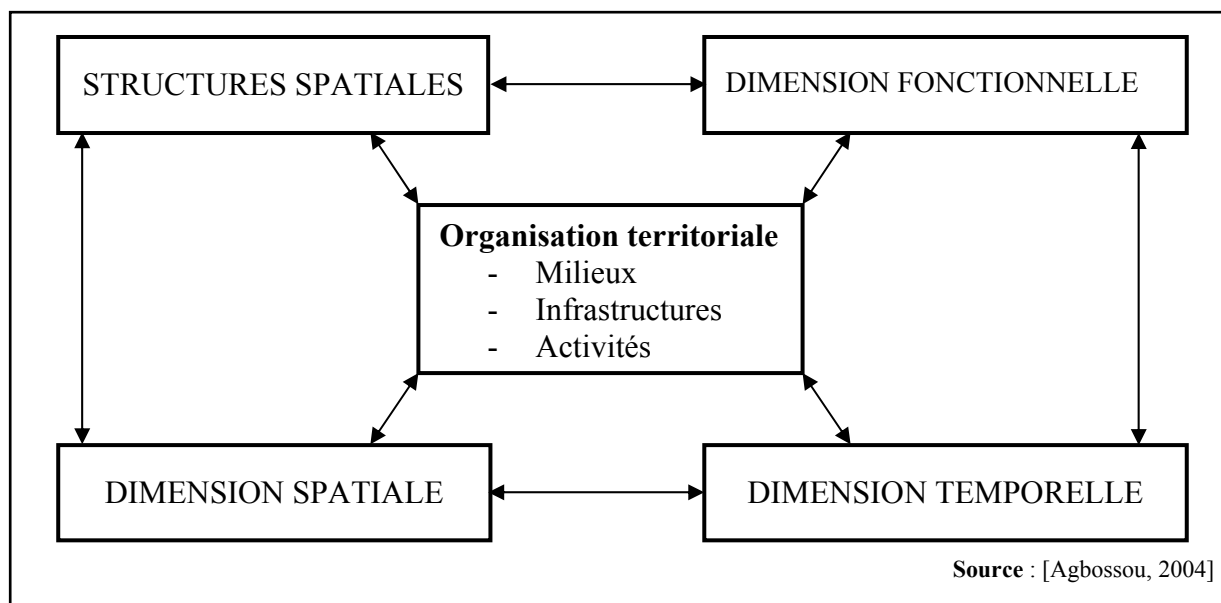 STRUCTURES SPATIALES
DIMENSION FONCTIONNELLE
Organisation territoriale
- Milieux
- Infrastructures
- Activités
DIMENSION SPATIALE
DIMENSION TEMPORELLE
Source : [Agbossou, 2004]